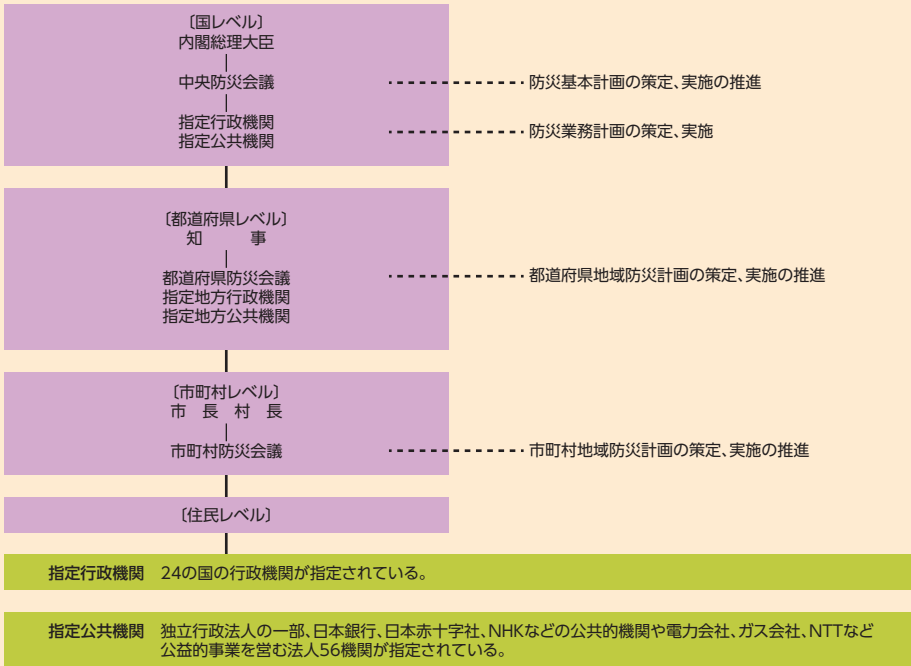 〔国レベル〕
内閣総理大臣
中央防災会議
防災基本計画の策定、実施の推進
指定行政機関
指定公共機関
防災業務計画の策定、実施
〔都道府県レベル〕
知　　事
都道府県防災会議
指定地方行政機関
指定地方公共機関
都道府県地域防災計画の策定、実施の推進
〔市町村レベル〕
市　長　村　長
市町村防災会議
市町村地域防災計画の策定、実施の推進
〔住民レベル〕
指定行政機関　24の国の行政機関が指定されている。
指定公共機関　独立行政法人の一部、日本銀行、日本赤十字社、NHKなどの公共的機関や電力会社、ガス会社、NTTなど
公益的事業を営む法人56機関が指定されている。